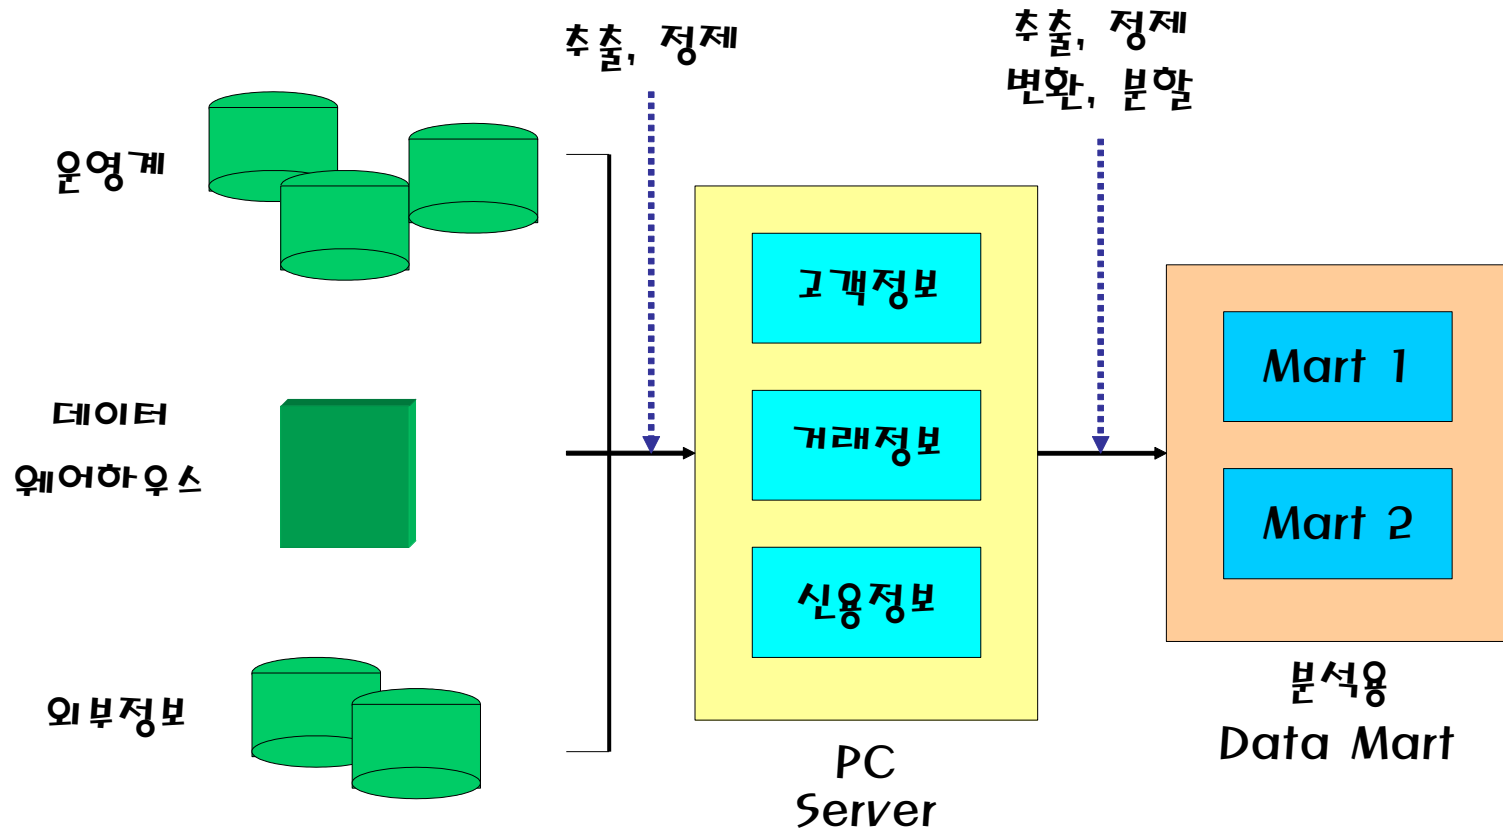 추출, 정제
추출, 정제
변환, 분할
운영계
데이터
웨어하우스
외부정보
고객정보
거래정보
신용정보
PC
Server
Mart 1
Mart 2
분석용
Data Mart